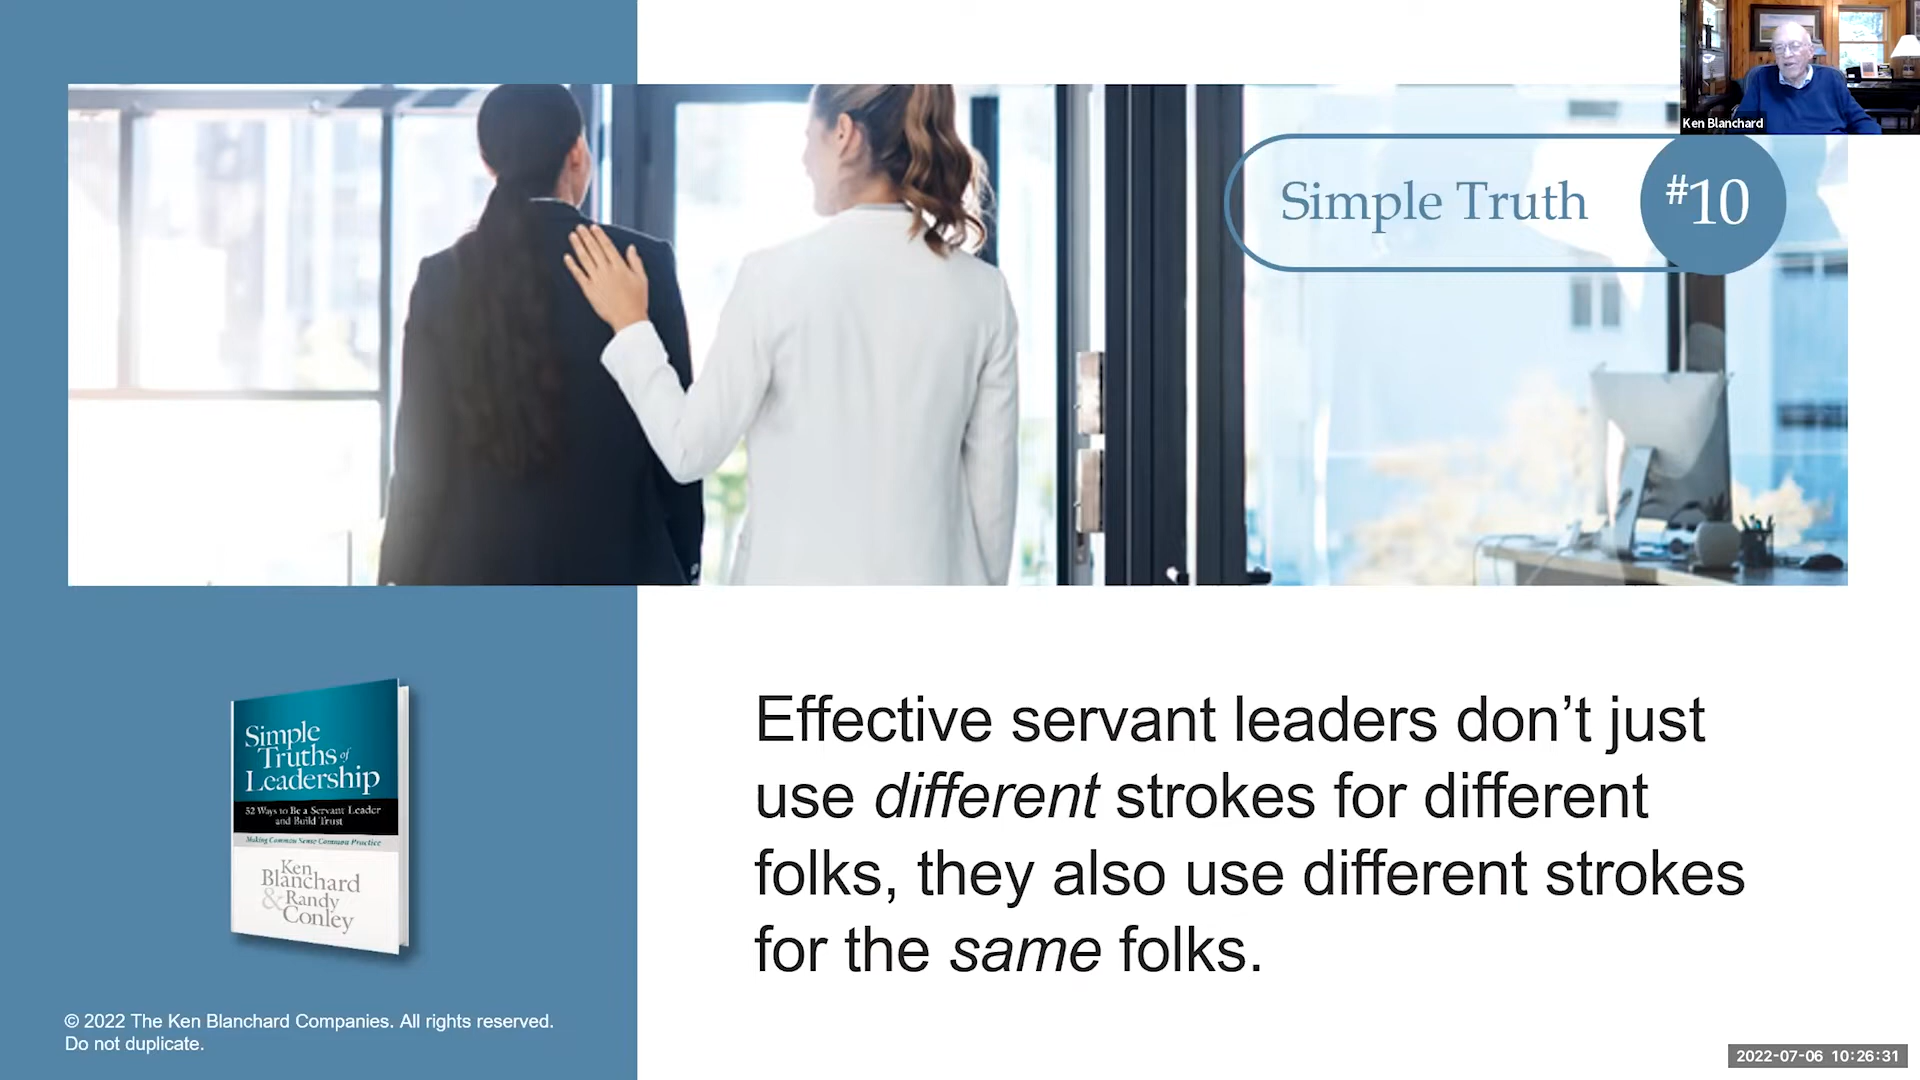 Ken Blanchard
Simple Truth
#10
Effective servant leaders don’t just
use different strokes for different
folks, they also use different strokes
for the same folks.
Simple
Truths of
Leadership
52 Ways to Be a Servant Leader
and Build Trust
Making Common Sense Common Practice
Ken
Blanchard
& Randy
Conley
© 2022 The Ken Blanchard Companies. All rights reserved.
Do not duplicate.
2022-07-06 10:26:31